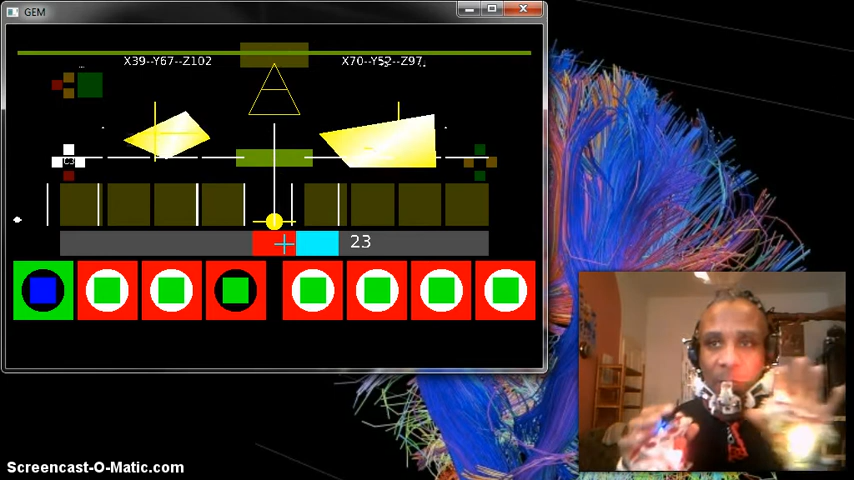 GEM
X39--Y67--Z102
X70--Y52--Z97
23
Screencast-O-Matic.com